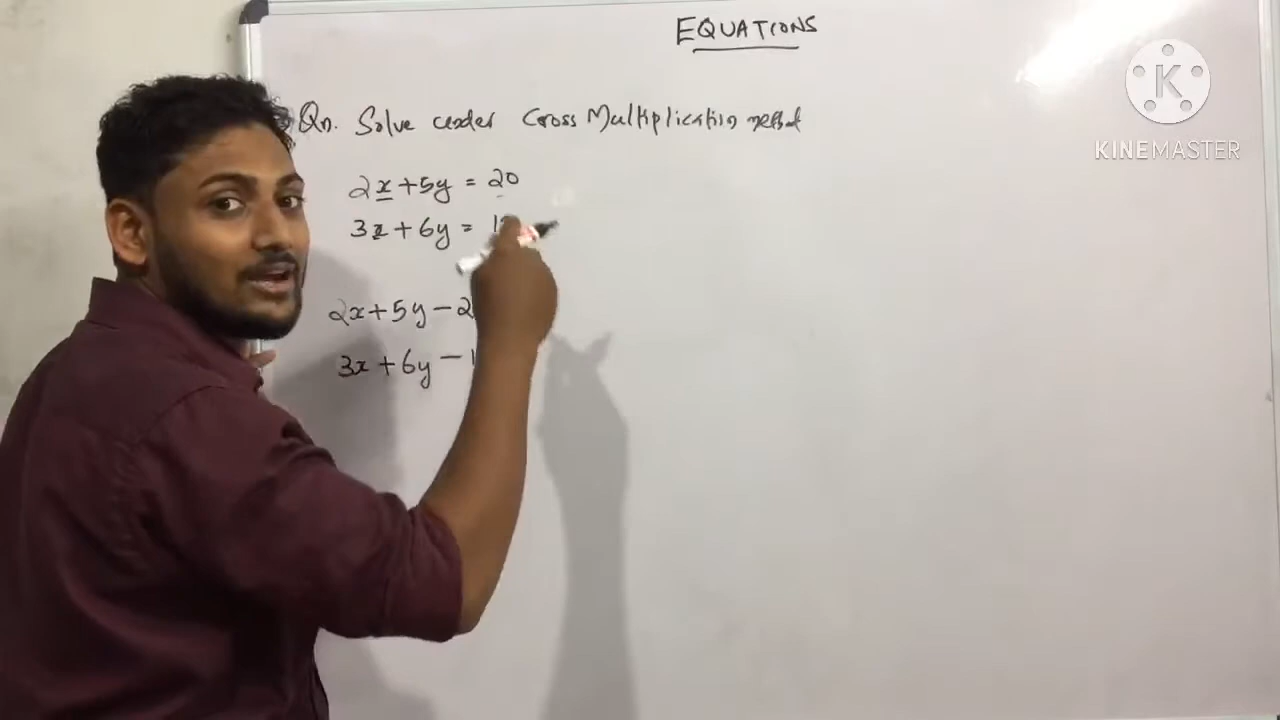 EQUATIONS
K
KINEMASTER
Qn. Solve under Cross Multiplication method
2x + 5y = 20
3x + 6y = 1
2x + 5y - 2
3x + 6y - 1